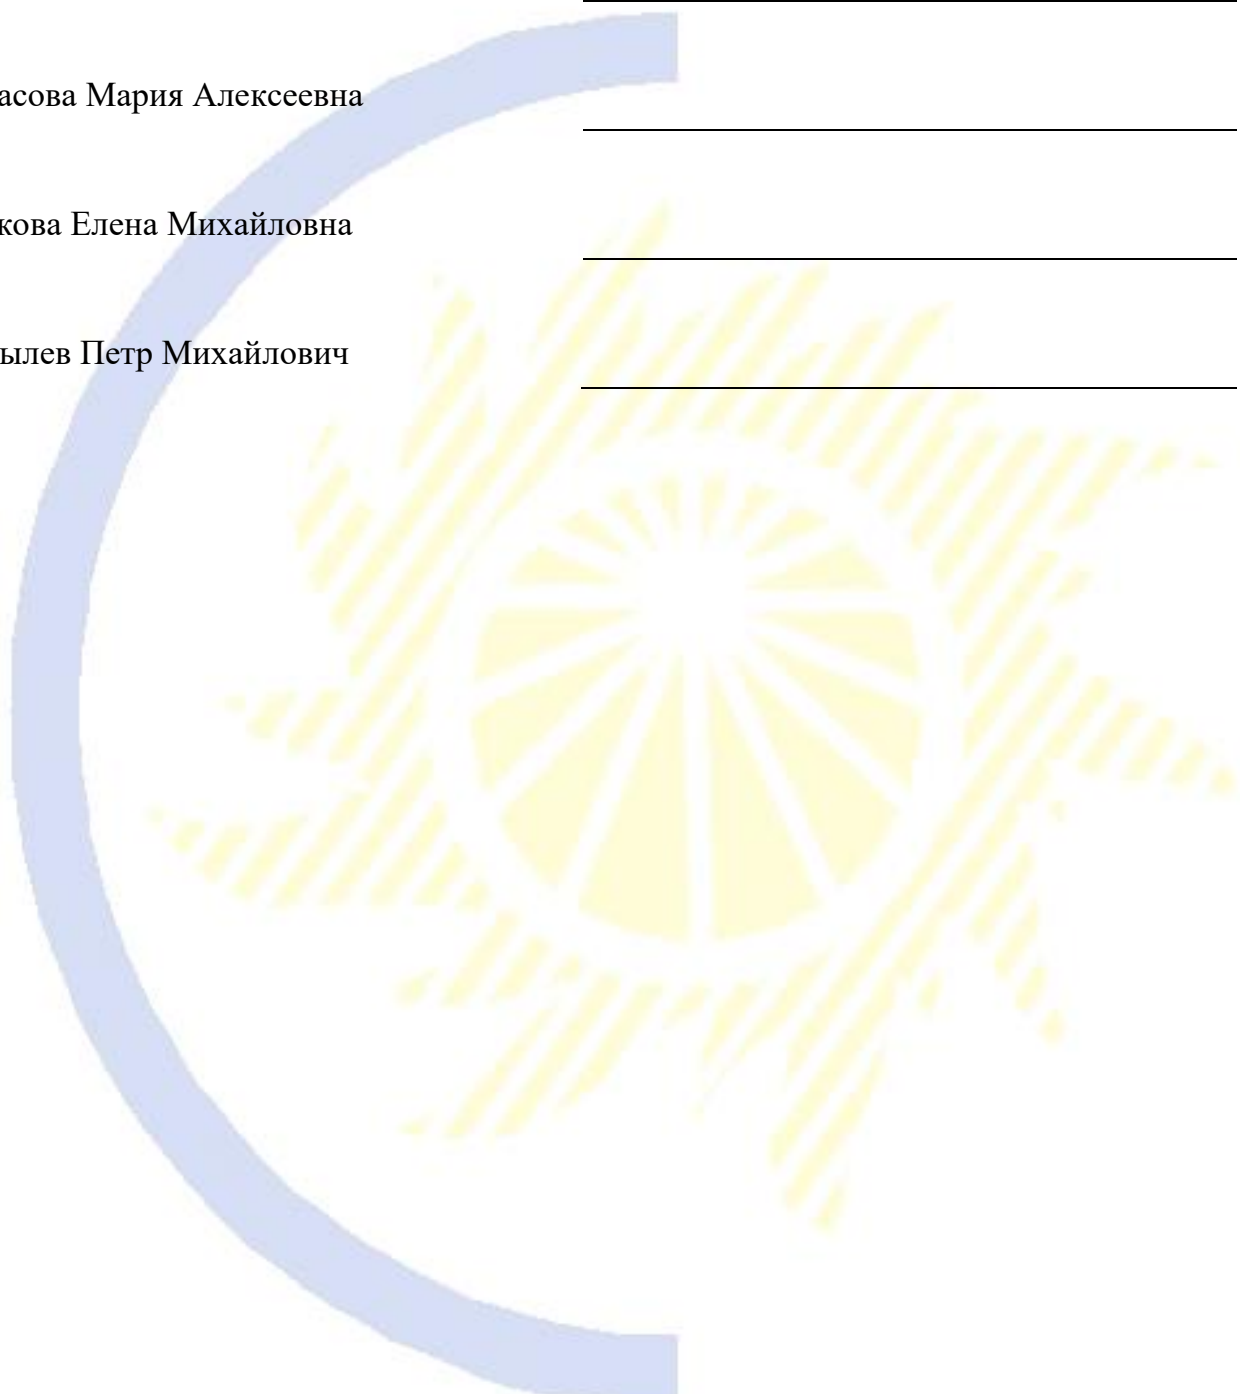 асова Мария Алексеевна
кова Елена Михайловна
ылев Петр Михайлович